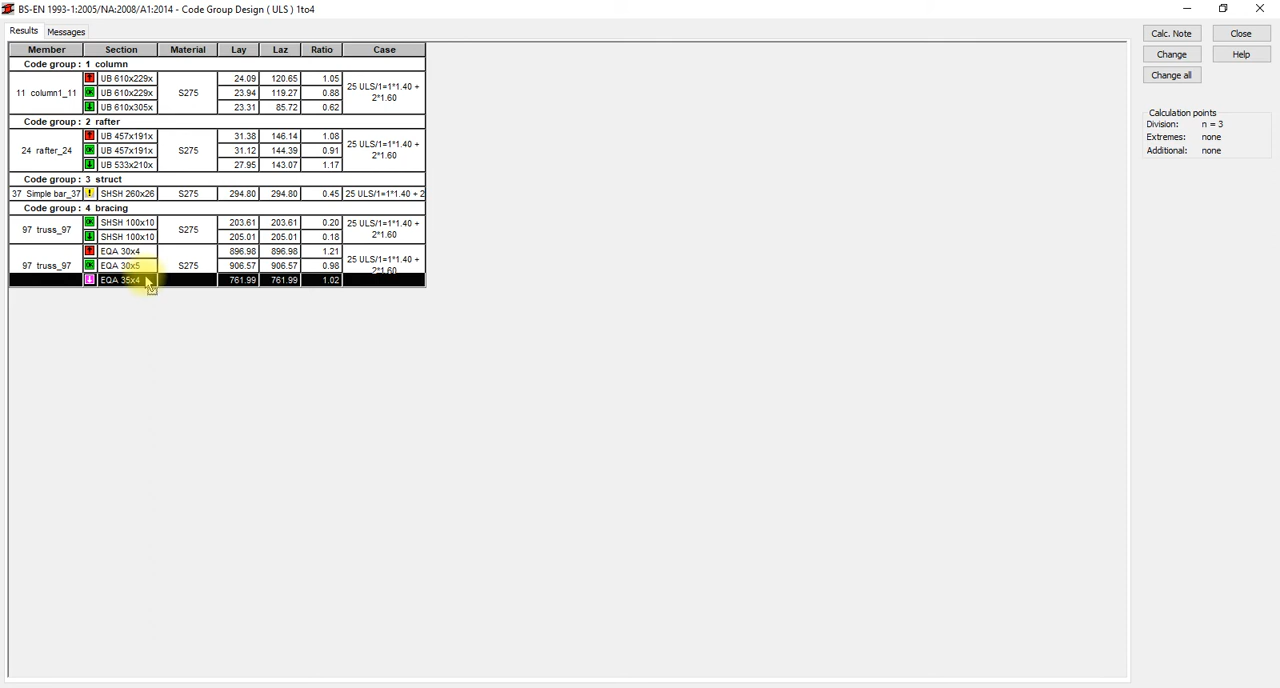 BS-EN 1993-1:2005/NA:2008/A1:2014 - Code Group Design ( ULS ) 1to4
Results Messages
Member Section Material Lay Laz Ratio Case
Code group : 1 column
11 column1_11 UB 610x229x S275 24.09 120.65 1.05 25 ULS/1=1*1.40 + 2*1.60
OK UB 610x229x 23.94 119.27 0.88
UB 610x305x 23.31 85.72 0.62
Code group : 2 rafter
24 rafter_24 UB 457x191x S275 31.38 146.14 1.08 25 ULS/1=1*1.40 + 2*1.60
OK UB 457x191x 31.12 144.39 0.91
UB 533x210x 27.95 143.07 1.17
Code group : 3 struct
37 Simple bar_37 ! SHSH 260x26 S275 294.80 294.80 0.45 25 ULS/1=1*1.40 + 2
Code group : 4 bracing
97 truss_97 OK SHSH 100x10 S275 203.61 203.61 0.20 25 ULS/1=1*1.40 + 2*1.60
SHSH 100x10 205.01 205.01 0.18
97 truss_97 EQA 30x4 S275 896.98 896.98 1.21 25 ULS/1=1*1.40 + 2*1.60
OK EQA 30x5 906.57 906.57 0.98
EQA 35x4 761.99 761.99 1.02
Calc. Note Close
Change Help
Change all
Calculation points
Division: n = 3
Extremes: none
Additional: none